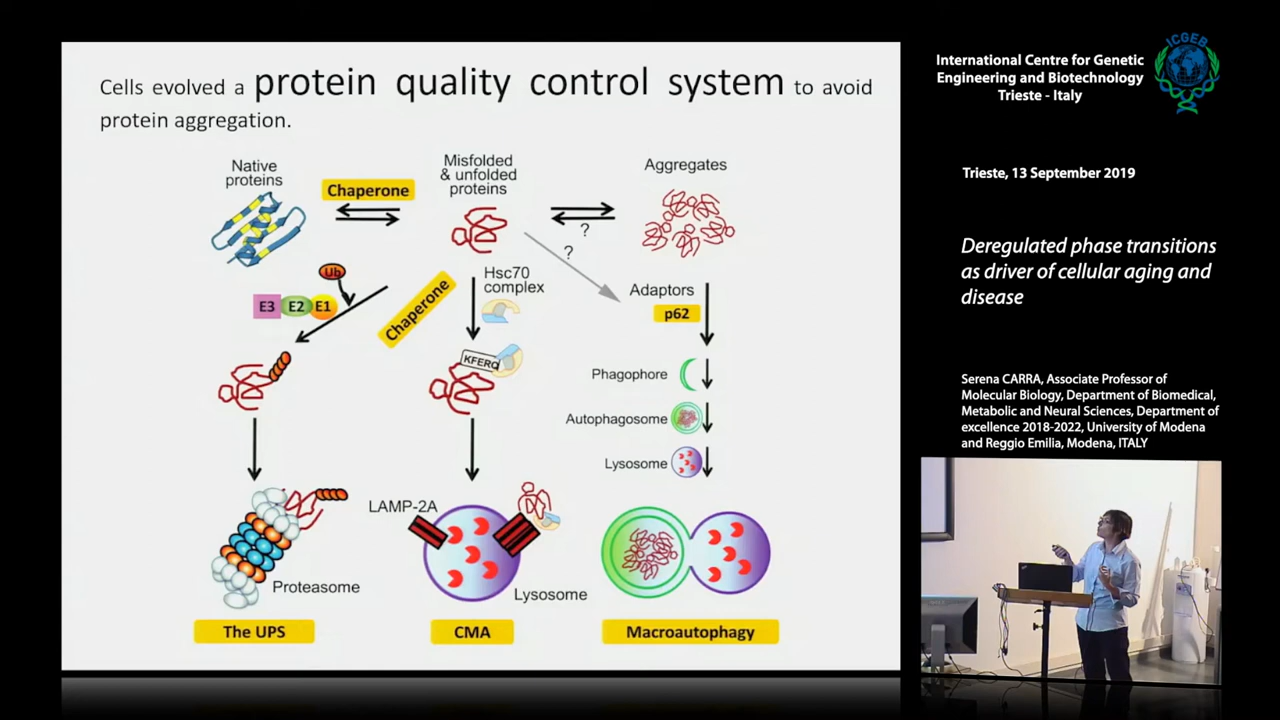 Cells evolved a protein quality control system to avoid
protein aggregation.
Native
proteins
Chaperone
Misfolded
& unfolded
proteins
Aggregates
?
?
Ub
E3 E2 E1
Chaperone
Hsc70
complex
Adaptors
p62
KFERQ
Phagophore
Autophagosome
Lysosome
LAMP-2A
Proteasome
Lysosome
The UPS
CMA
Macroautophagy
International Centre for Genetic
Engineering and Biotechnology
Trieste - Italy
ICGEB
Trieste, 13 September 2019
Deregulated phase transitions
as driver of cellular aging and
disease
Serena CARRA, Associate Professor of
Molecular Biology, Department of Biomedical,
Metabolic and Neural Sciences, Department of
excellence 2018-2022, University of Modena
and Reggio Emilia, Modena, ITALY